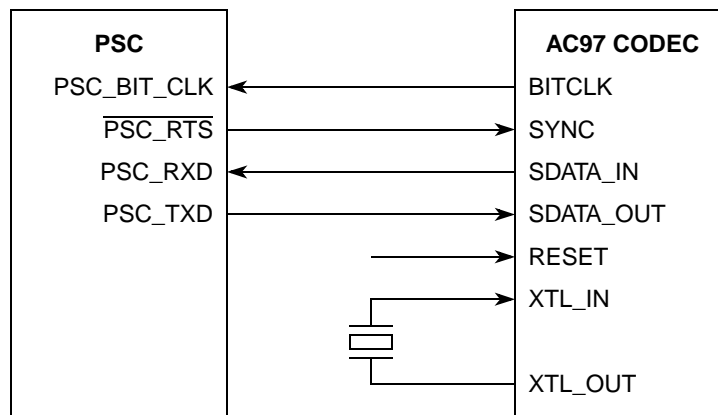 PSC
PSC_BIT_CLK
PSC_RTS
PSC_RXD
PSC_TXD
AC97 CODEC
BITCLK
SYNC
SDATA_IN
SDATA_OUT
RESET
XTL_IN
XTL_OUT